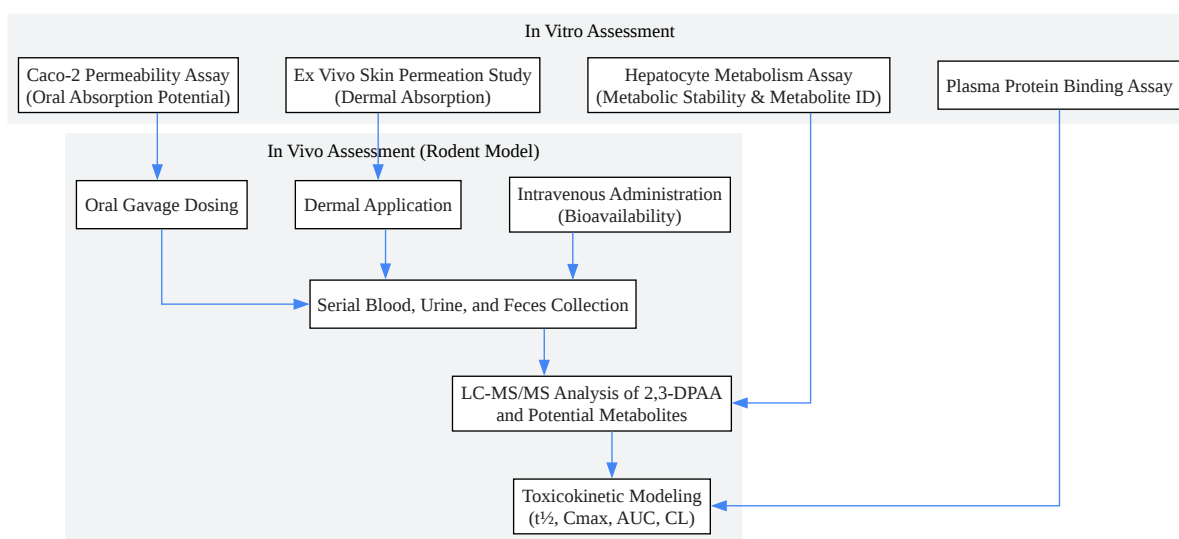 In Vitro Assessment
Caco-2 Permeability Assay
(Oral Absorption Potential)
Ex Vivo Skin Permeation Study
(Dermal Absorption)
Hepatocyte Metabolism Assay
(Metabolic Stability & Metabolite ID)
Plasma Protein Binding Assay
In Vivo Assessment (Rodent Model)
Oral Gavage Dosing
Dermal Application
Intravenous Administration
(Bioavailability)
Serial Blood, Urine, and Feces Collection
LC-MS/MS Analysis of 2,3-DPAA
and Potential Metabolites
Toxicokinetic Modeling
(t½, Cmax, AUC, CL)